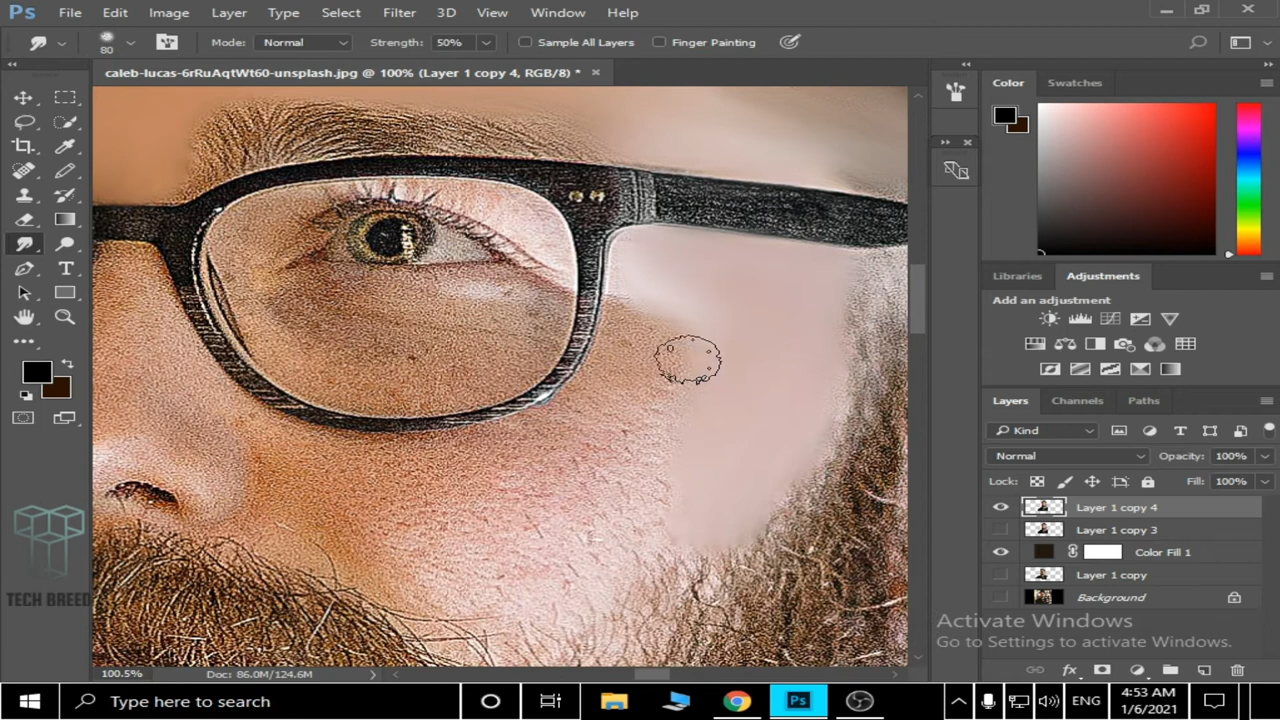 Ps File Edit Image Layer Type Select Filter 3D View Window Help
80 Mode: Normal Strength: 50% Sample All Layers Finger Painting
caleb-lucas-6rRuAqtWt60-unsplash.jpg @ 100% (Layer 1 copy 4, RGB/8) *
Color Swatches
Libraries Adjustments
Add an adjustment
Layers Channels Paths
Kind
Normal Opacity: 100%
Lock: Fill: 100%
Layer 1 copy 4
Layer 1 copy 3
Color Fill 1
Layer 1 copy
Background
TECH BREED
Activate Windows
Go to Settings to activate Windows.
100.5% Doc: 86.0M/124.6M
Type here to search
Ps
ENG
4:53 AM
1/6/2021